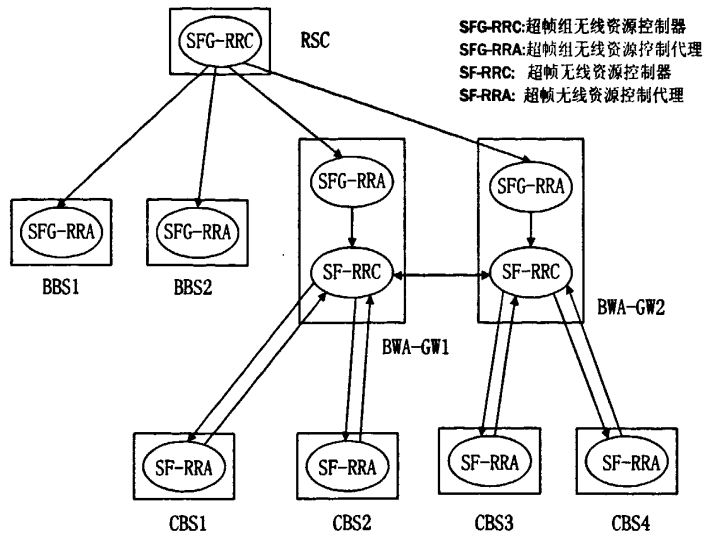 SFG-RRC RSC
SFG-RRC:超帧组无线资源控制器
SFG-RRA:超帧组无线资源控制代理
SF-RRC: 超帧无线资源控制器
SF-RRA: 超帧无线资源控制代理
SFG-RRA SFG-RRA
SFG-RRA SFG-RRA
BBS1 BBS2
SF-RRC SF-RRC
BWA-GW2
BWA-GW1
SF-RRA SF-RRA SF-RRA SF-RRA
CBS1 CBS2 CBS3 CBS4